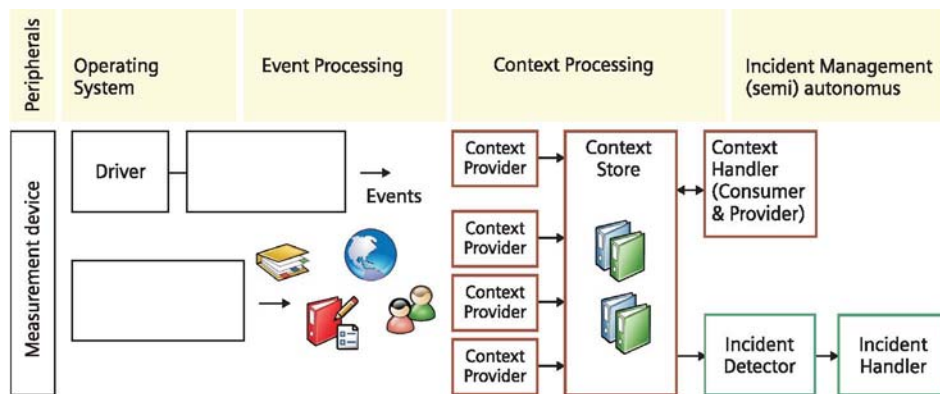 Peripherals
Operating
System
Event Processing
Context Processing
Incident Management
(semi) autonomus
Measurement device
Driver
Events
Context
Provider
Context
Provider
Context
Provider
Context
Provider
Context
Store
Context
Handler
(Consumer
& Provider)
Incident
Detector
Incident
Handler